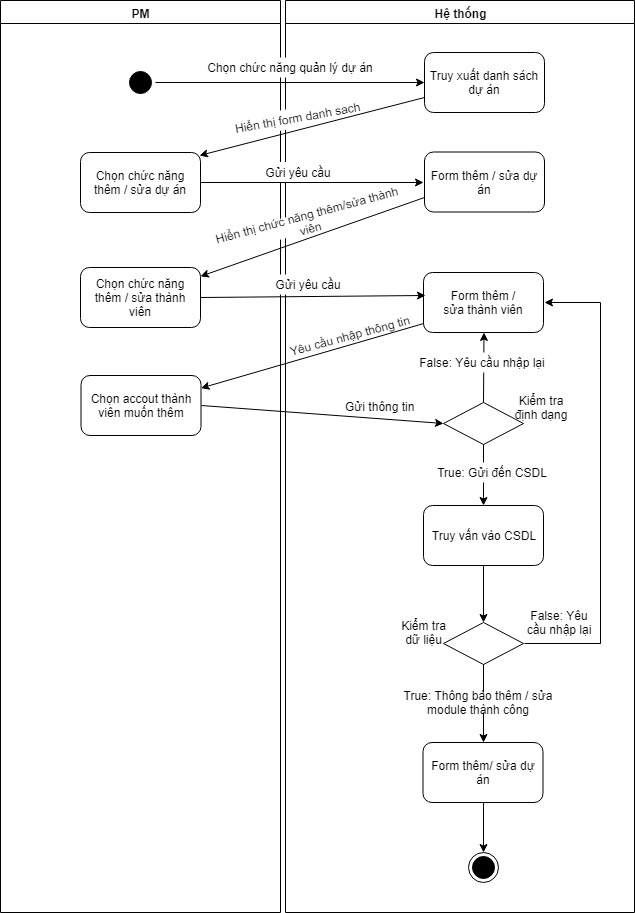 PM
Hệ thống
Chọn chức năng quản lý dự án
Truy xuất danh sách
dự án
Hiển thị form danh sach
Chọn chức năng
thêm / sửa dự án
Gửi yêu cầu
Form thêm / sửa dự
án
Hiển thị chức năng thêm/sửa thành
viên
Chọn chức năng
thêm / sửa thành
viên
Gửi yêu cầu
Form thêm /
sửa thành viên
Yêu cầu nhập thông tin
False: Yêu cầu nhập lại
Chọn accout thành
viên muốn thêm
Gửi thông tin
Kiểm tra
định dạng
True: Gửi đến CSDL
Truy vấn vào CSDL
Kiểm tra
dữ liệu
False: Yêu
cầu nhập lại
True: Thông báo thêm / sửa
module thành công
Form thêm/ sửa dự
án